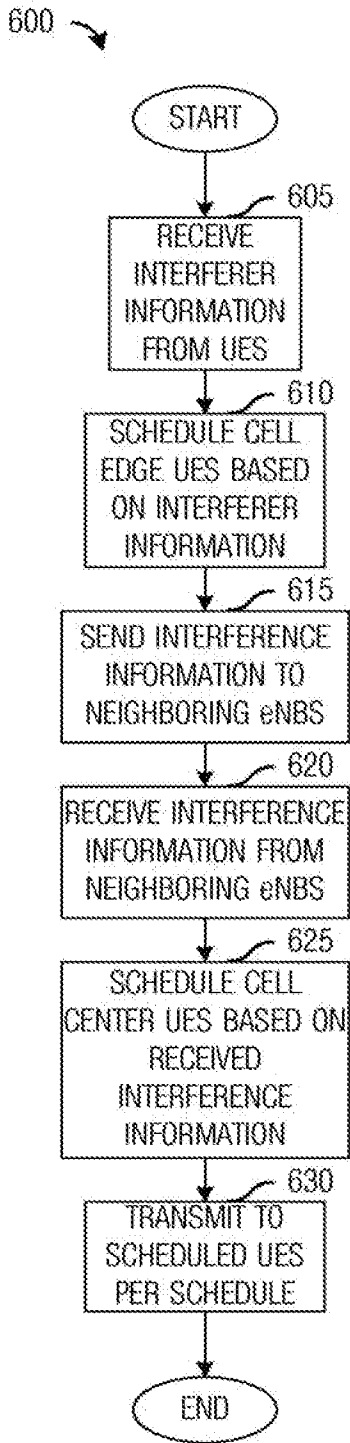 600
START
605
RECEIVE
INTERFERER
INFORMATION
FROM UES
610
SCHEDULE CELL
EDGE UES BASED
ON INTERFERER
INFORMATION
615
SEND INTERFERENCE
INFORMATION TO
NEIGHBORING eNBS
620
RECEIVE INTERFERENCE
INFORMATION FROM
NEIGHBORING eNBS
625
SCHEDULE CELL
CENTER UES BASED ON
RECEIVED
INTERFERENCE
INFORMATION
630
TRANSMIT TO
SCHEDULED UES
PER SCHEDULE
END